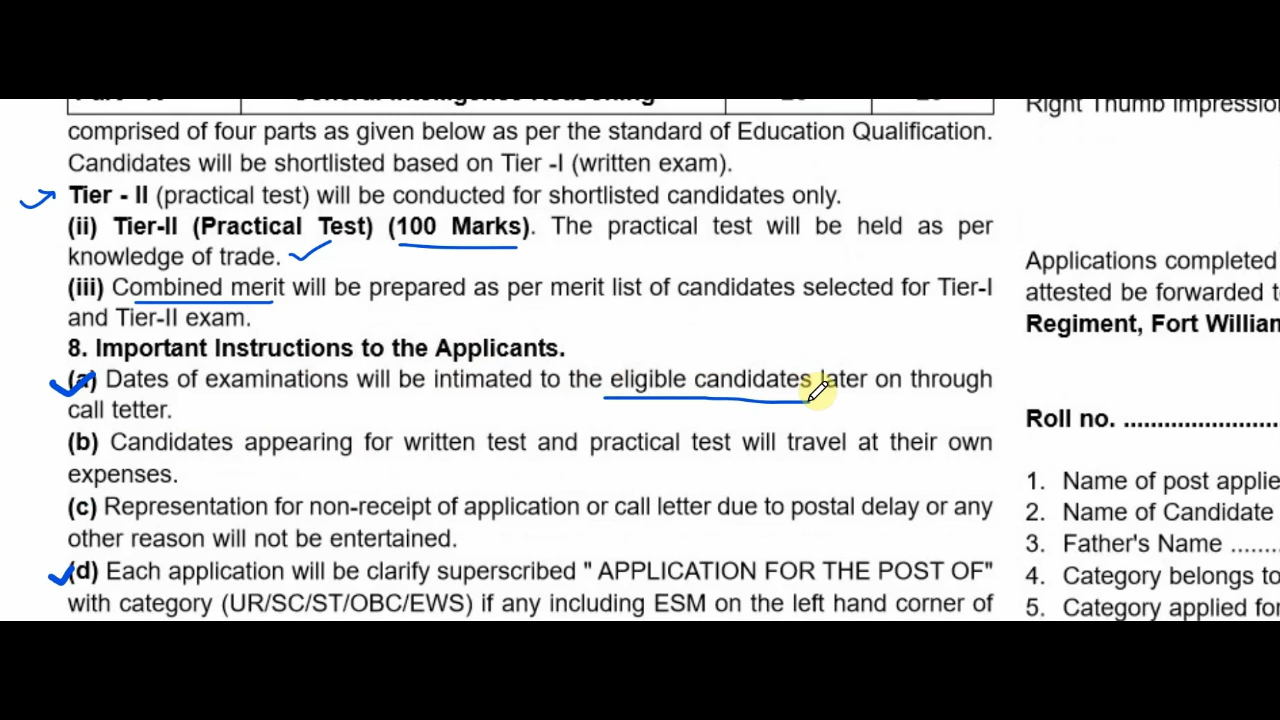 General Intelligence Reasoning
comprised of four parts as given below as per the standard of Education Qualification.
Candidates will be shortlisted based on Tier -I (written exam).
Tier - II (practical test) will be conducted for shortlisted candidates only.
(ii) Tier-II (Practical Test) (100 Marks). The practical test will be held as per
knowledge of trade.
(iii) Combined merit will be prepared as per merit list of candidates selected for Tier-I
and Tier-II exam.
8. Important Instructions to the Applicants.
(a) Dates of examinations will be intimated to the eligible candidates later on through
call tetter.
(b) Candidates appearing for written test and practical test will travel at their own
expenses.
(c) Representation for non-receipt of application or call letter due to postal delay or any
other reason will not be entertained.
(d) Each application will be clarify superscribed " APPLICATION FOR THE POST OF"
with category (UR/SC/ST/OBC/EWS) if any including ESM on the left hand corner of
Right Thumb Impressio
Applications completed
attested be forwarded t
Regiment, Fort William
Roll no. ......................
1. Name of post applie
2. Name of Candidate
3. Father's Name .......
4. Category belongs to
5. Category applied for